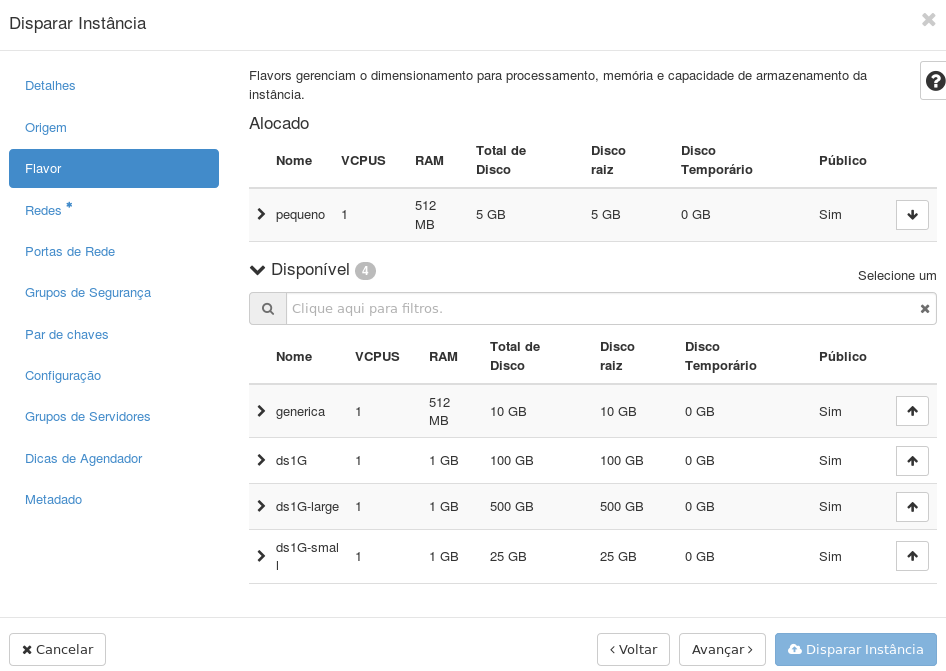 Disparar Instância
Detalhes
Origem
Flavor
Redes *
Portas de Rede
Grupos de Segurança
Par de chaves
Configuração
Grupos de Servidores
Dicas de Agendador
Metadado
Flavors gerenciam o dimensionamento para processamento, memória e capacidade de armazenamento da
instância.
Alocado
Nome VCPUS RAM Total de Disco Disco raiz Disco Temporário Público
pequeno 1 512 MB 5 GB 5 GB 0 GB Sim
Disponível 4
Selecione um
Clique aqui para filtros.
Nome VCPUS RAM Total de Disco Disco raiz Disco Temporário Público
generica 1 512 MB 10 GB 10 GB 0 GB Sim
ds1G 1 1 GB 100 GB 100 GB 0 GB Sim
ds1G-large 1 1 GB 500 GB 500 GB 0 GB Sim
ds1G-small 1 1 GB 25 GB 25 GB 0 GB Sim
Cancelar
Voltar
Avançar
Disparar Instância